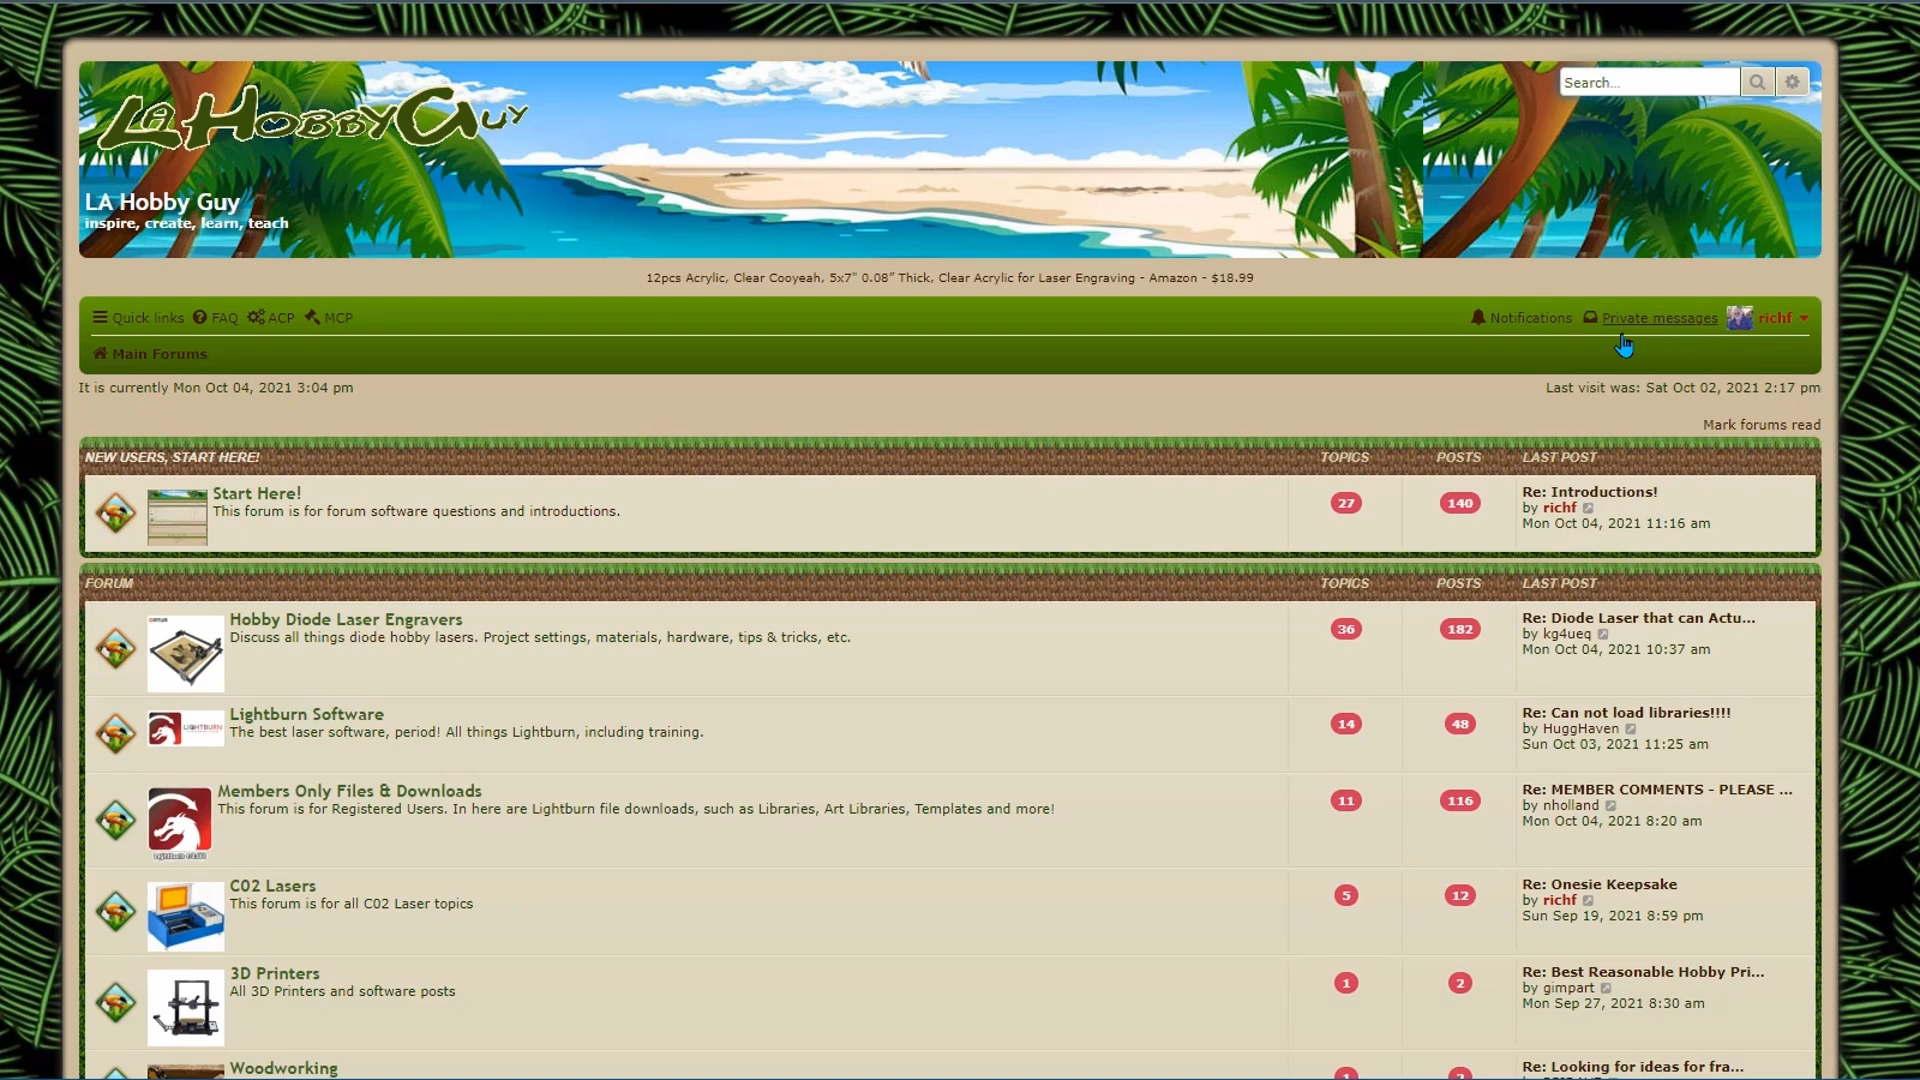 LA HOBBY GUY
Search...
LA Hobby Guy
inspire, create, learn, teach
12pcs Acrylic, Clear Cooyeah, 5x7" 0.08” Thick, Clear Acrylic for Laser Engraving - Amazon - $18.99
Quick links FAQ ACP MCP Notifications Private messages richf
Main Forums
It is currently Mon Oct 04, 2021 3:04 pm Last visit was: Sat Oct 02, 2021 2:17 pm
Mark forums read
NEW USERS, START HERE! TOPICS POSTS LAST POST
Start Here!
This forum is for forum software questions and introductions.
27 140
Re: Introductions!
by richf
Mon Oct 04, 2021 11:16 am
FORUM TOPICS POSTS LAST POST
Hobby Diode Laser Engravers
Discuss all things diode hobby lasers. Project settings, materials, hardware, tips & tricks, etc.
36 182
Re: Diode Laser that can Actu...
by kg4ueq
Mon Oct 04, 2021 10:37 am
LIGHTBURN
Lightburn Software
The best laser software, period! All things Lightburn, including training.
14 48
Re: Can not load libraries!!!!
by HuggHaven
Sun Oct 03, 2021 11:25 am
Members Only Files & Downloads
This forum is for Registered Users. In here are Lightburn file downloads, such as Libraries, Art Libraries, Templates and more!
11 116
Re: MEMBER COMMENTS - PLEASE ...
by nholland
Mon Oct 04, 2021 8:20 am
C02 Lasers
This forum is for all C02 Laser topics
5 12
Re: Onesie Keepsake
by richf
Sun Sep 19, 2021 8:59 pm
3D Printers
All 3D Printers and software posts
1 2
Re: Best Reasonable Hobby Pri...
by gimpart
Mon Sep 27, 2021 8:30 am
Woodworking
Re: Looking for ideas for fra...